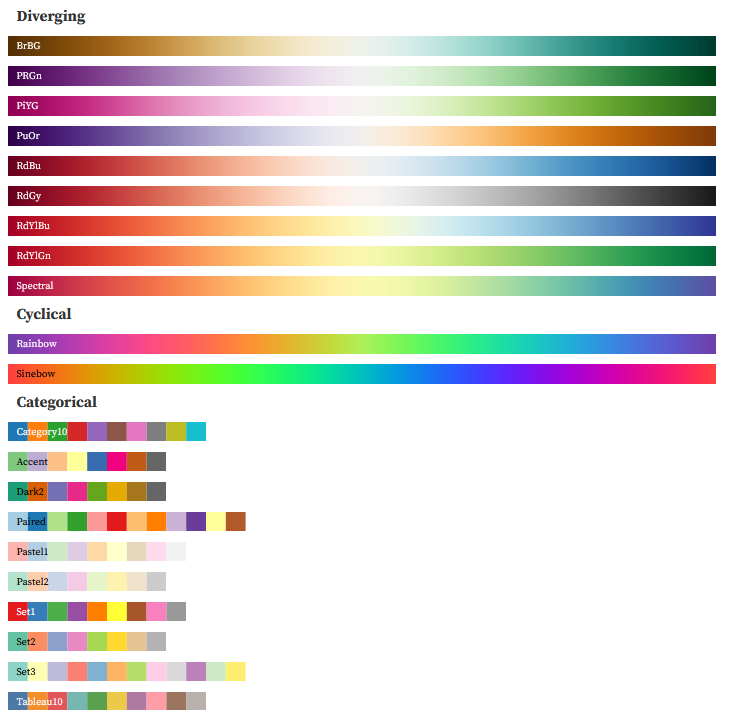 Diverging
BrBG
PRGn
PiYG
PuOr
RdBu
RdGy
RdYlBu
RdYlGn
Spectral
Cyclical
Rainbow
Sinebow
Categorical
Category10
Accent
Dark2
Paired
Pastel1
Pastel2
Set1
Set2
Set3
Tableau10